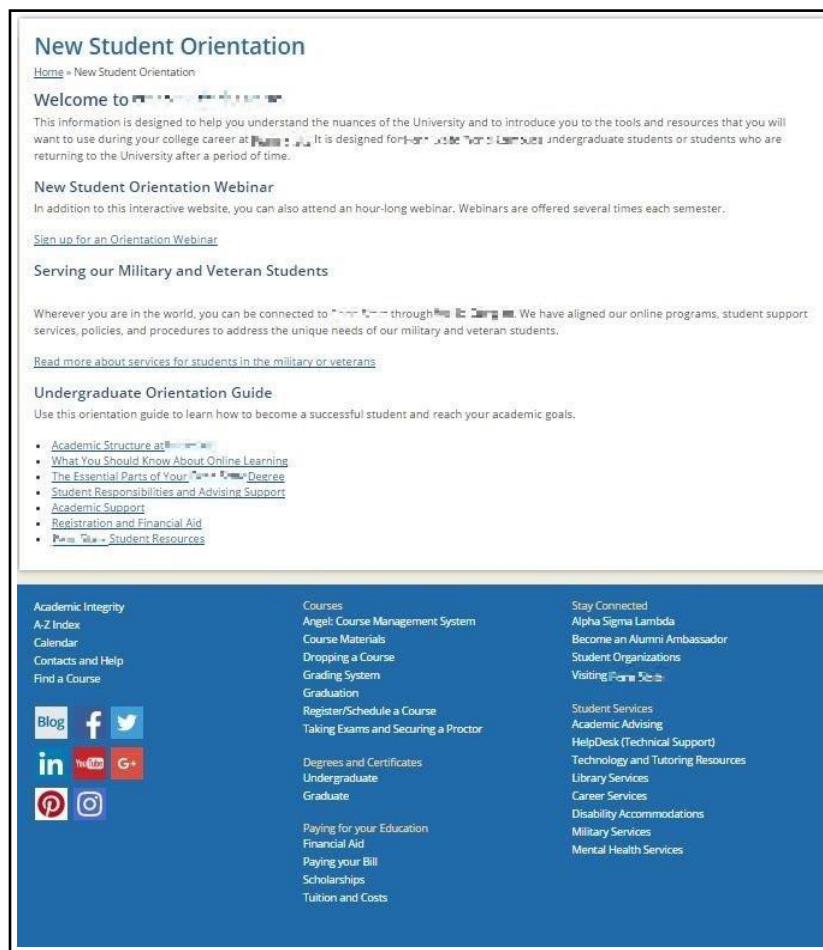 New Student Orientation
Home » New Student Orientation
Welcome to
This information is designed to help you understand the nuances of the University and to introduce you to the tools and resources that you will
want to use during your college career at It is designed for undergraduate students or students who are
returning to the University after a period of time.
New Student Orientation Webinar
In addition to this interactive website, you can also attend an hour-long webinar. Webinars are offered several times each semester.
Sign up for an Orientation Webinar
Serving our Military and Veteran Students
Wherever you are in the world, you can be connected to through . We have aligned our online programs, student support
services, policies, and procedures to address the unique needs of our military and veteran students.
Read more about services for students in the military or veterans
Undergraduate Orientation Guide
Use this orientation guide to learn how to become a successful student and reach your academic goals.
• Academic Structure at
• What You Should Know About Online Learning
• The Essential Parts of Your Degree
• Student Responsibilities and Advising Support
• Academic Support
• Registration and Financial Aid
• Student Resources
Academic Integrity
A-Z Index
Calendar
Contacts and Help
Find a Course
Blog
f
in
YouTube
G+
Courses
Angel: Course Management System
Course Materials
Dropping a Course
Grading System
Graduation
Register/Schedule a Course
Taking Exams and Securing a Proctor
Degrees and Certificates
Undergraduate
Graduate
Paying for your Education
Financial Aid
Paying your Bill
Scholarships
Tuition and Costs
Stay Connected
Alpha Sigma Lambda
Become an Alumni Ambassador
Student Organizations
Visiting
Student Services
Academic Advising
HelpDesk (Technical Support)
Technology and Tutoring Resources
Library Services
Career Services
Disability Accommodations
Military Services
Mental Health Services